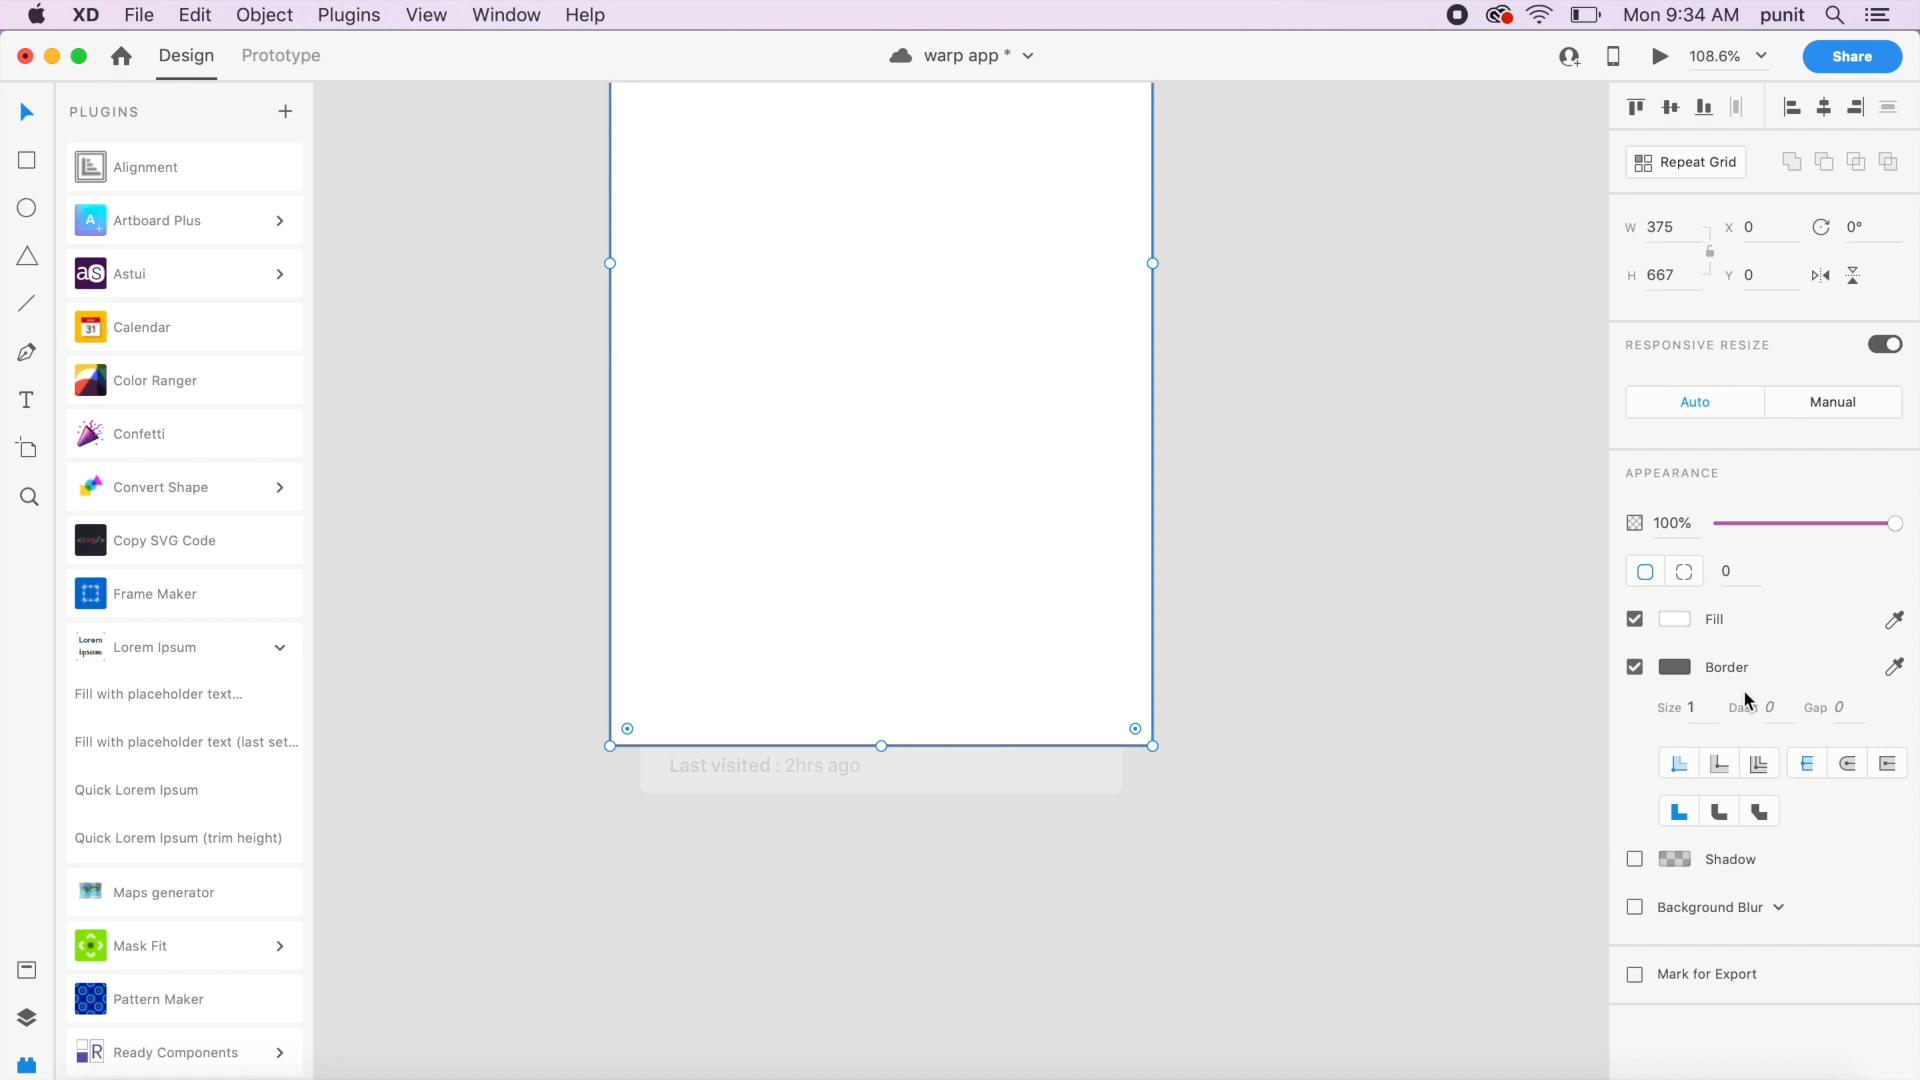 XD File Edit Object Plugins View Window Help Mon 9:34 AM punit
Design Prototype warp app * 108.6% Share
PLUGINS
Alignment
A Artboard Plus
aS Astui
31 Calendar
Color Ranger
Confetti
Convert Shape
Copy SVG Code
Frame Maker
Lorem ipsum Lorem Ipsum
Fill with placeholder text...
Fill with placeholder text (last set...
Quick Lorem Ipsum
Quick Lorem Ipsum (trim height)
Maps generator
Mask Fit
Pattern Maker
R Ready Components
Last visited : 2hrs ago
Repeat Grid
W 375 X 0 0°
H 667 Y 0
RESPONSIVE RESIZE
Auto Manual
APPEARANCE
100%
0
Fill
Border
Size 1 Dash 0 Gap 0
Shadow
Background Blur
Mark for Export